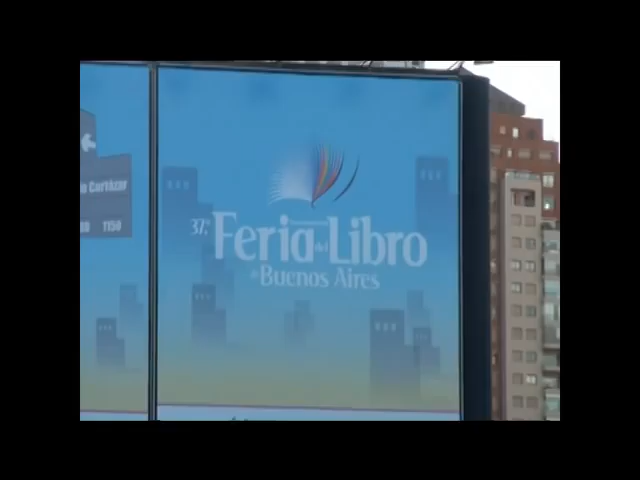 Cortázar
1150
37a
Feria del Libro
de Buenos Aires